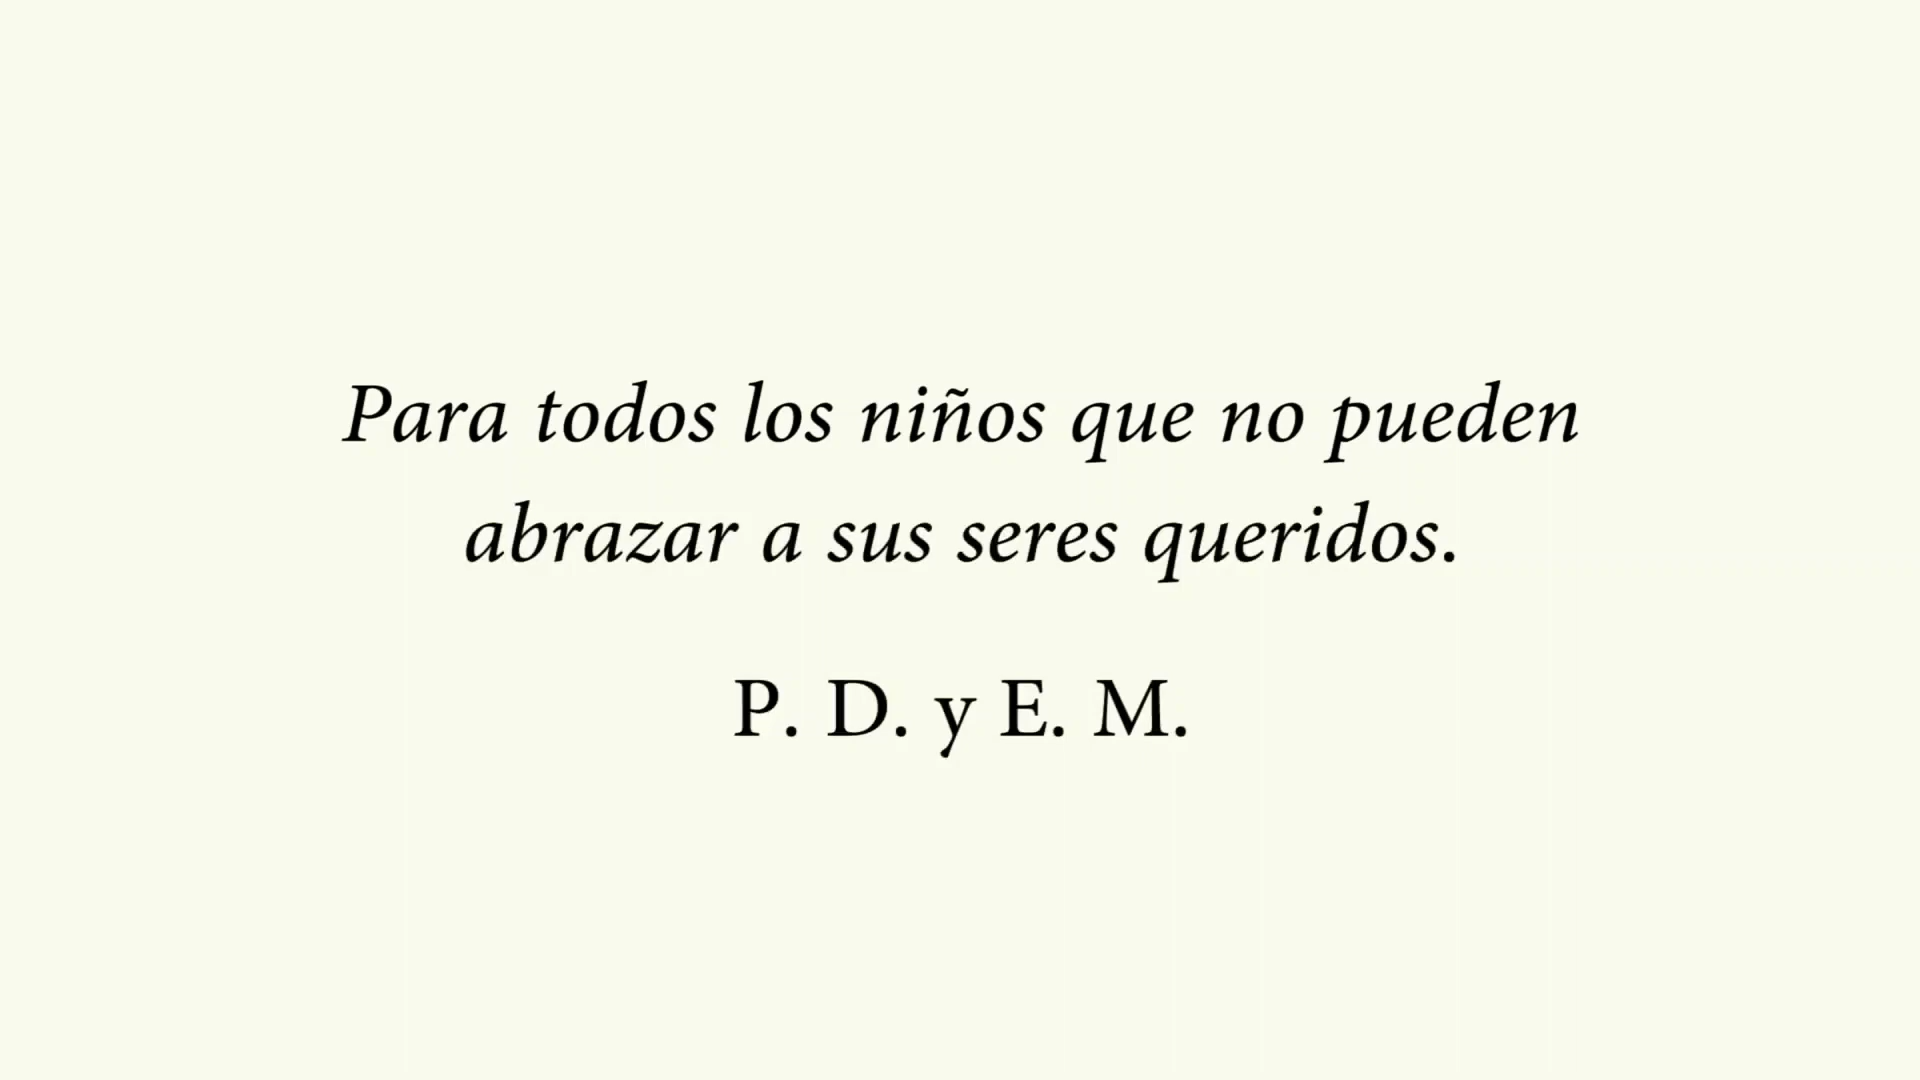 Para todos los niños que no pueden
abrazar a sus seres queridos.
P. D. y E. M.